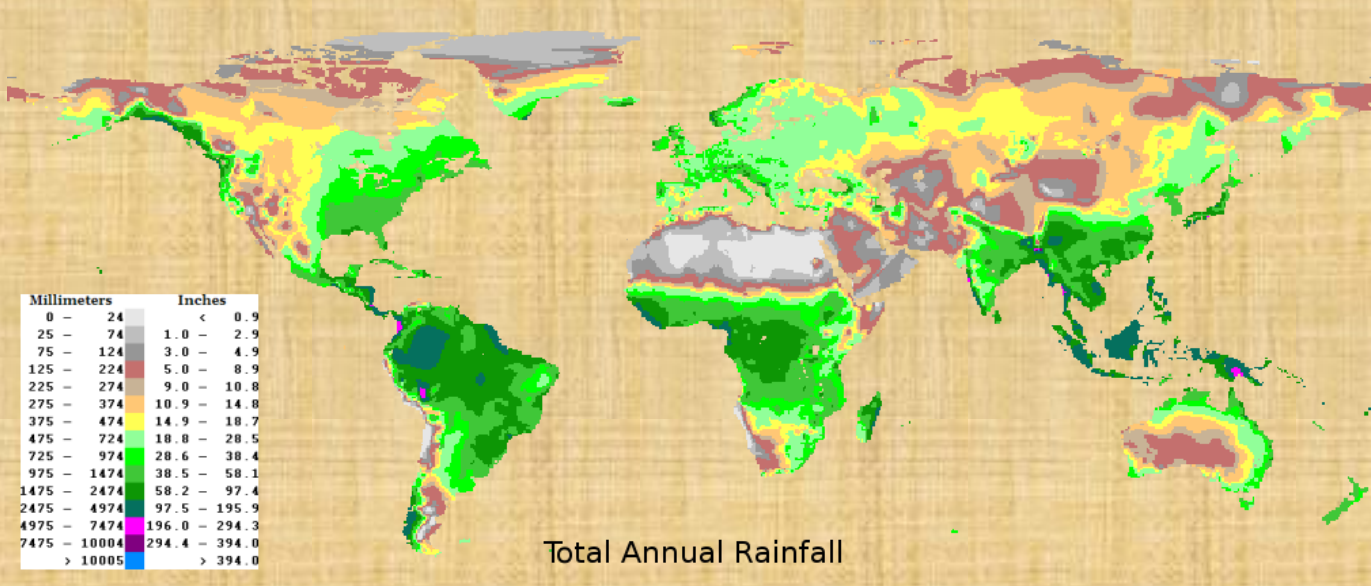 Millimeters Inches
0 – 24 < 0.9
25 – 74 1.0 – 2.9
75 – 124 3.0 – 4.9
125 – 224 5.0 – 8.9
225 – 274 9.0 – 10.8
275 – 374 10.9 – 14.8
375 – 474 14.9 – 18.7
475 – 724 18.8 – 28.5
725 – 974 28.6 – 38.4
975 – 1474 38.5 – 58.1
1475 – 2474 58.2 – 97.4
2475 – 4974 97.5 – 195.9
4975 – 7474 196.0 – 294.3
7475 – 10004 294.4 – 394.0
> 10005 > 394.0
Total Annual Rainfall